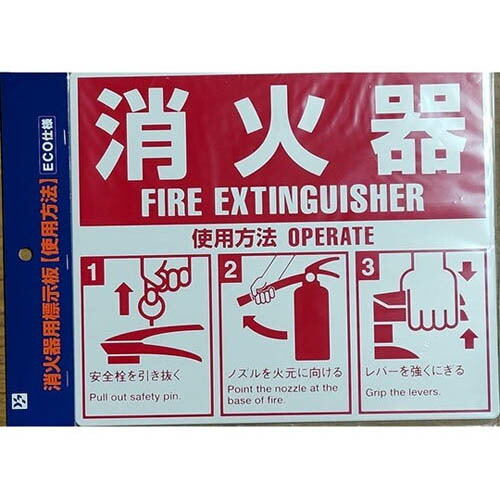 消火器
FIRE EXTINGUISHER
使用方法 OPERATE
1
安全栓を引き抜く
Pull out safety pin.
2
ノズルを火元に向ける
Point the nozzle at the
base of fire.
3
レバーを強くにぎる
Grip the levers.
消火器用標示板【使用方法】 ECO仕様